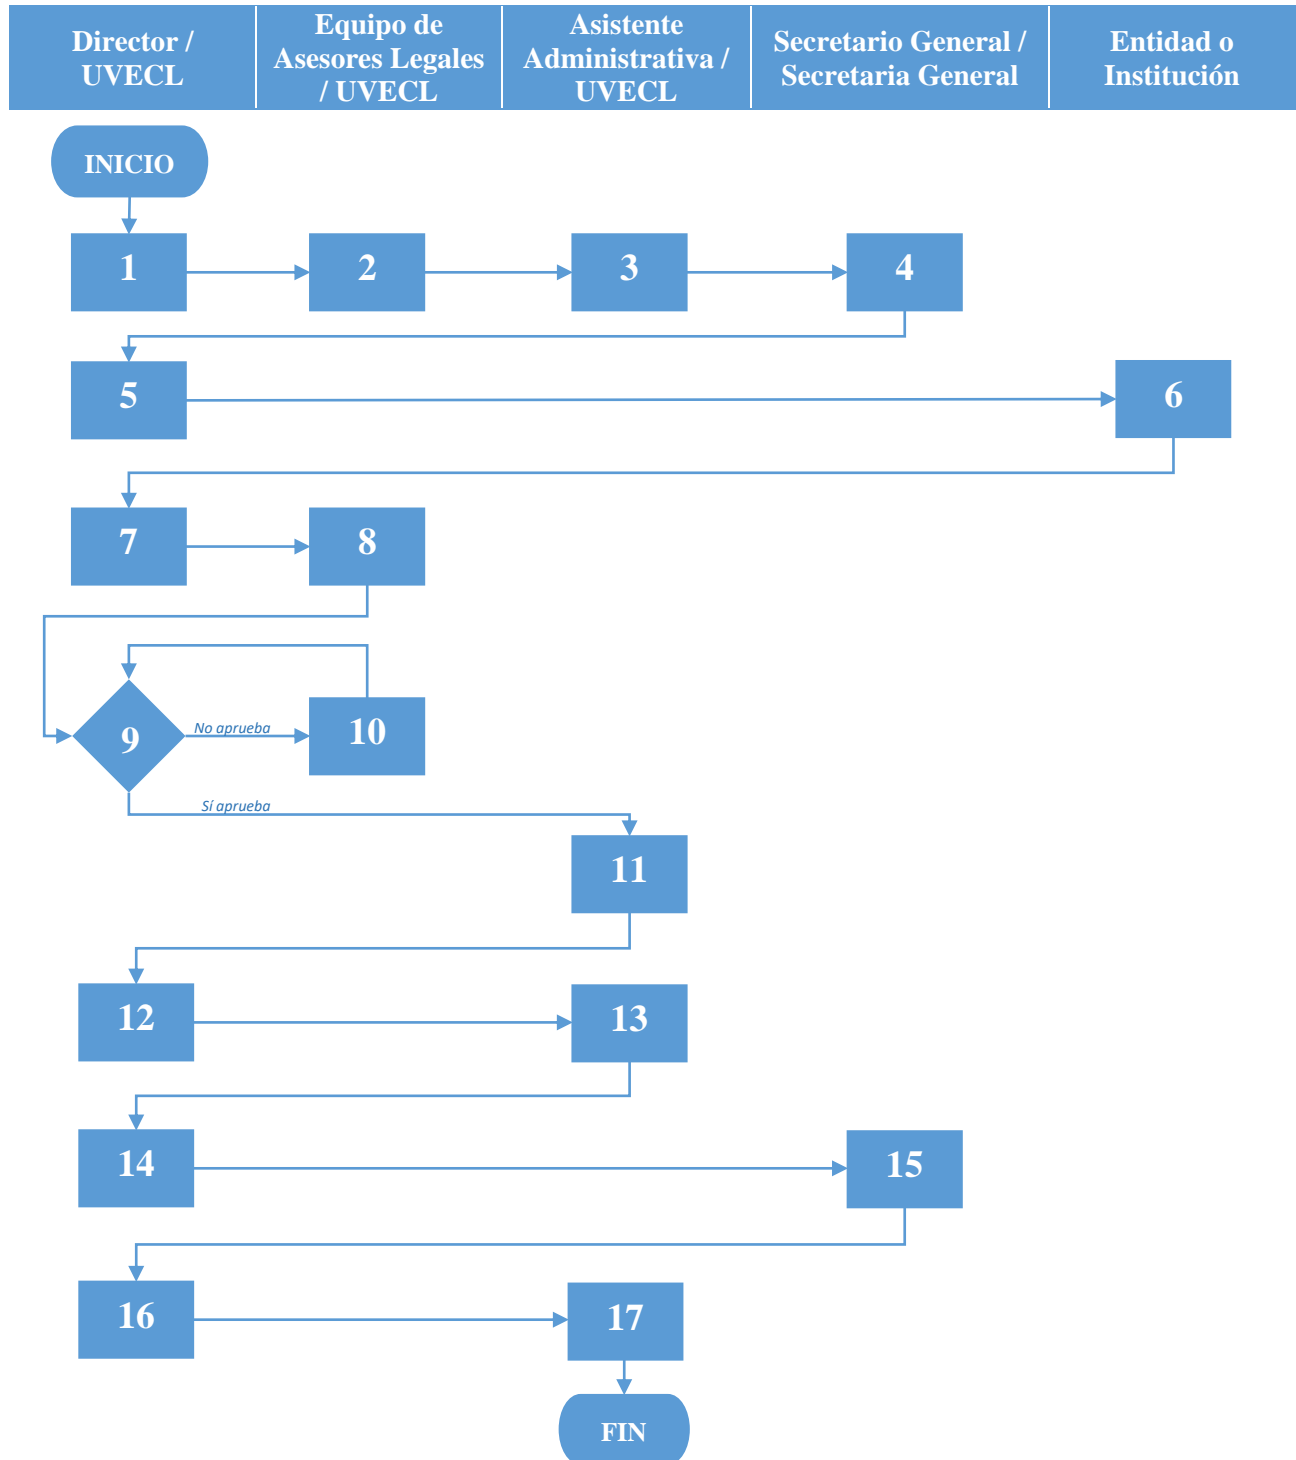 Director /
UVECL
Equipo de
Asesores Legales
/ UVECL
Asistente
Administrativa /
UVECL
Secretario General /
Secretaria General
Entidad o
Institución
INICIO
1
2
3
4
5
6
7
8
9
No aprueba
10
Sí aprueba
11
12
13
14
15
16
17
FIN